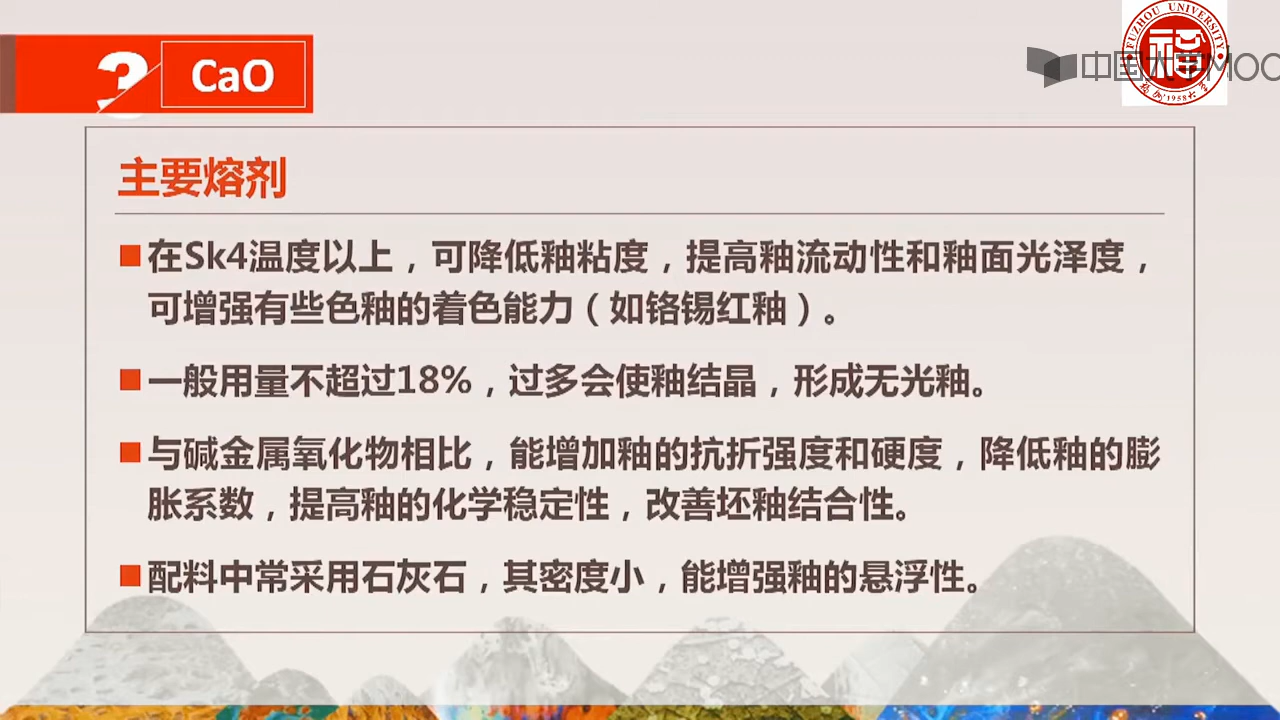 CaO
FUZHOU UNIVERSITY
中国大学MOO
1958
主要熔剂
在Sk4温度以上，可降低釉粘度，提高釉流动性和釉面光泽度，
可增强有些色釉的着色能力（如铬锡红釉）。
一般用量不超过18%，过多会使釉结晶，形成无光釉。
与碱金属氧化物相比，能增加釉的抗折强度和硬度，降低釉的膨
胀系数，提高釉的化学稳定性，改善坯釉结合性。
配料中常采用石灰石，其密度小，能增强釉的悬浮性。